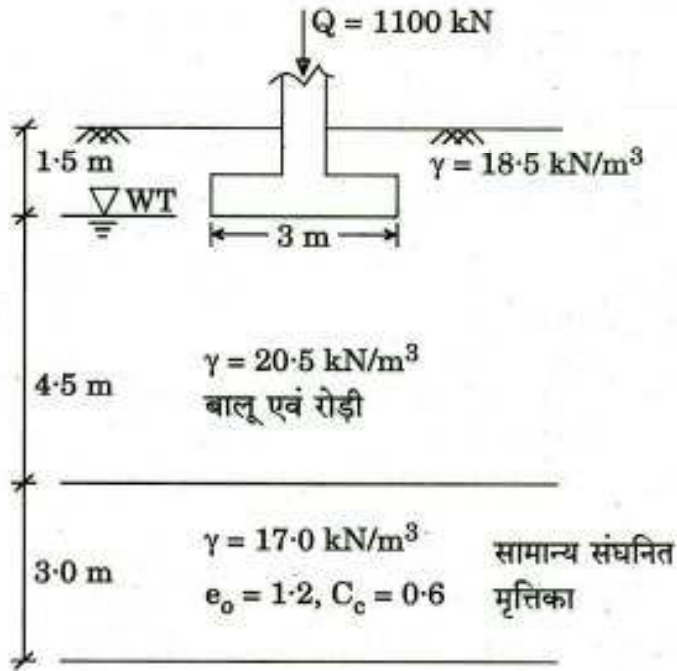 Q = 1100 kN
1·5 m
γ = 18·5 kN/m³
WT
3 m
4·5 m
γ = 20·5 kN/m³
बालू एवं रोड़ी
3·0 m
γ = 17·0 kN/m³
सामान्य संघनित
e₀ = 1·2, C꜀ = 0·6
मृत्तिका